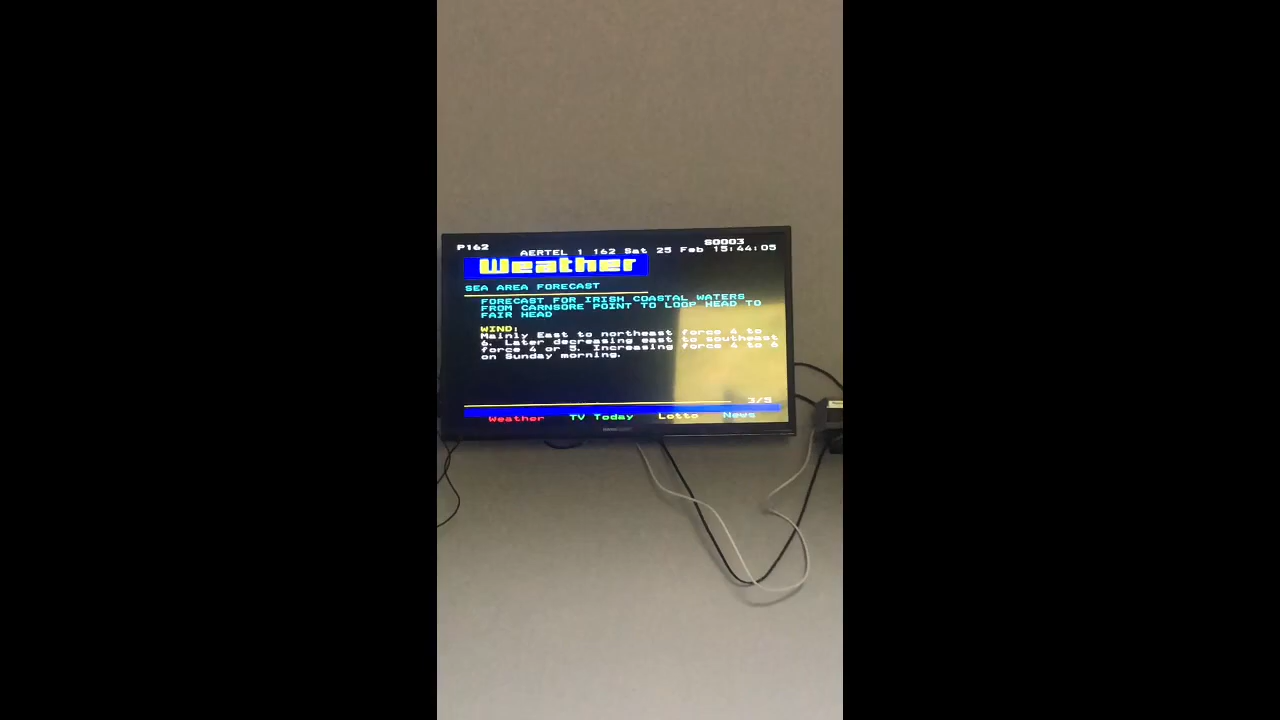 P162
S0003
AERTEL 1 162 Sat 25 Feb 15:44:05
Weather
SEA AREA FORECAST
FORECAST FOR IRISH COASTAL WATERS
FROM CARNSORE POINT TO LOOP HEAD TO
FAIR HEAD
WIND:
Mainly East to northeast force 4 to
6. Later decreasing east to southeast
force 4 or 5. Increasing force 4 to 6
on Sunday morning.
3/5
Weather TV Today Lotto News